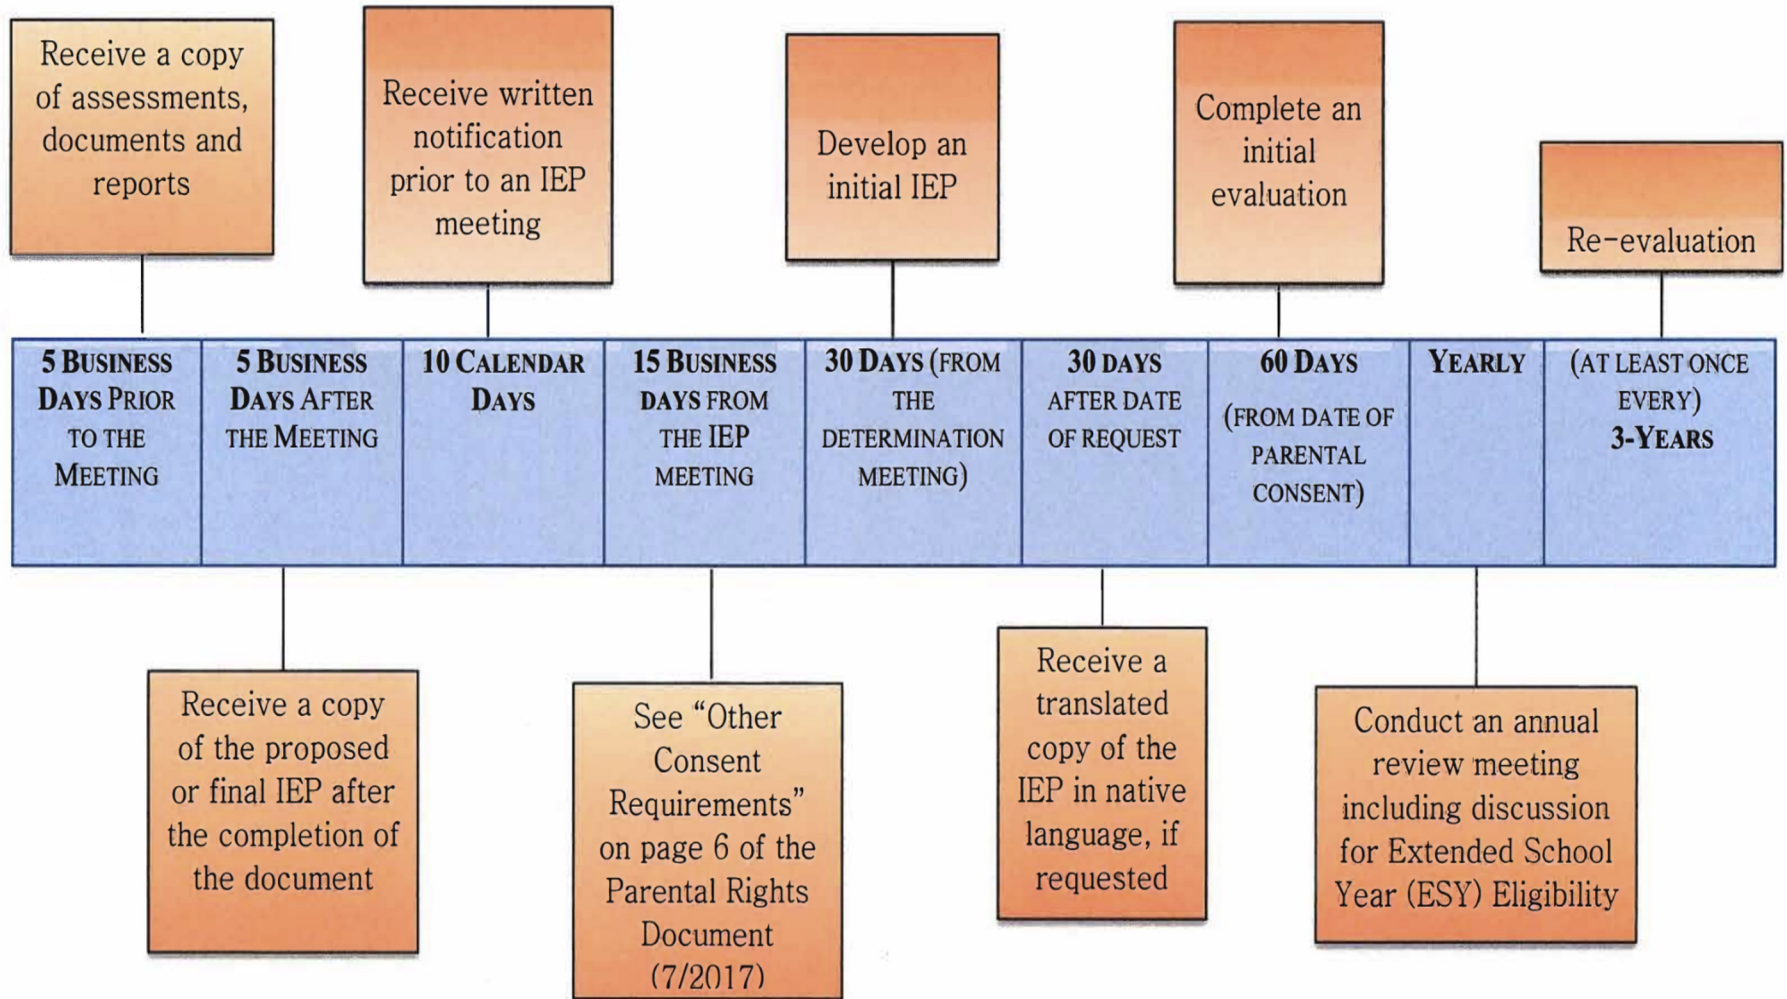 Receive a copy
of assessments,
documents and
reports
Receive written
notification
prior to an IEP
meeting
Develop an
initial IEP
Complete an
initial
evaluation
Re-evaluation
5 BUSINESS
DAYS PRIOR
TO THE
MEETING
5 BUSINESS
DAYS AFTER
THE MEETING
10 CALENDAR
DAYS
15 BUSINESS
DAYS FROM
THE IEP
MEETING
30 DAYS (FROM
THE
DETERMINATION
MEETING)
30 DAYS
AFTER DATE
OF REQUEST
60 DAYS
(FROM DATE OF
PARENTAL
CONSENT)
YEARLY
(AT LEAST ONCE
EVERY)
3-YEARS
Receive a copy
of the proposed
or final IEP after
the completion of
the document
See “Other
Consent
Requirements”
on page 6 of the
Parental Rights
Document
(7/2017)
Receive a
translated
copy of the
IEP in native
language, if
requested
Conduct an annual
review meeting
including discussion
for Extended School
Year (ESY) Eligibility